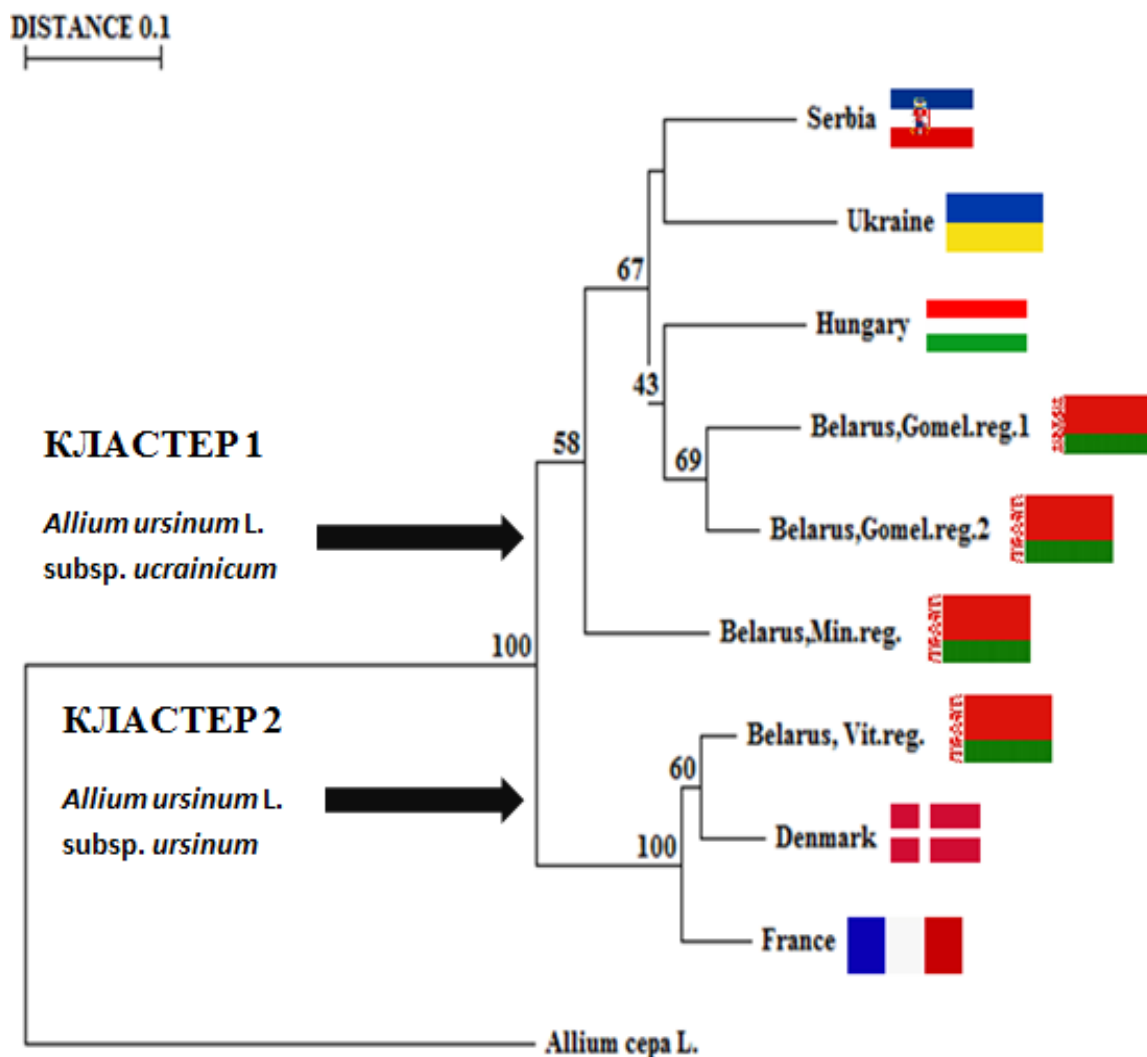 DISTANCE 0.1
Serbia
Ukraine
67
Hungary
43
Belarus,Gomel.reg.1
КЛАСТЕР 1
58
69
Allium ursinum L.
subsp. ucrainicum
Belarus,Gomel.reg.2
Belarus,Min.reg.
100
КЛАСТЕР 2
Belarus, Vit.reg.
60
Allium ursinum L.
subsp. ursinum
Denmark
100
France
Allium cepa L.